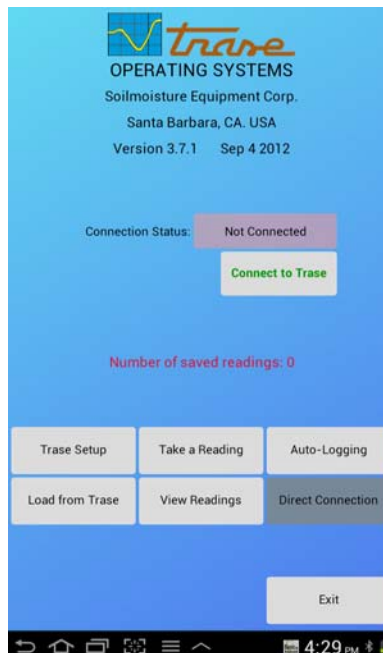 trase
OPERATING SYSTEMS
Soilmoisture Equipment Corp.
Santa Barbara, CA. USA
Version 3.7.1 Sep 4 2012
Connection Status: Not Connected
Connect to Trase
Number of saved readings: 0
Trase Setup Take a Reading Auto-Logging
Load from Trase View Readings Direct Connection
Exit
4:29 PM